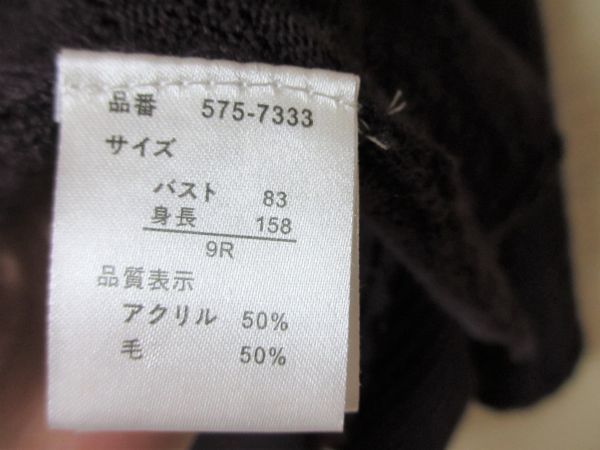 品番 575-7333
サイズ
バスト 83
身長 158
9R
品質表示
アクリル 50%
毛 50%